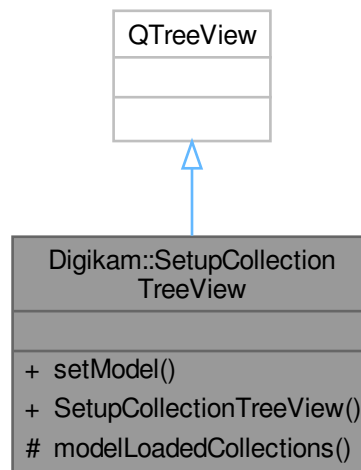 QTreeView
Digikam::SetupCollection
TreeView
+ setModel()
+ SetupCollectionTreeView()
# modelLoadedCollections()